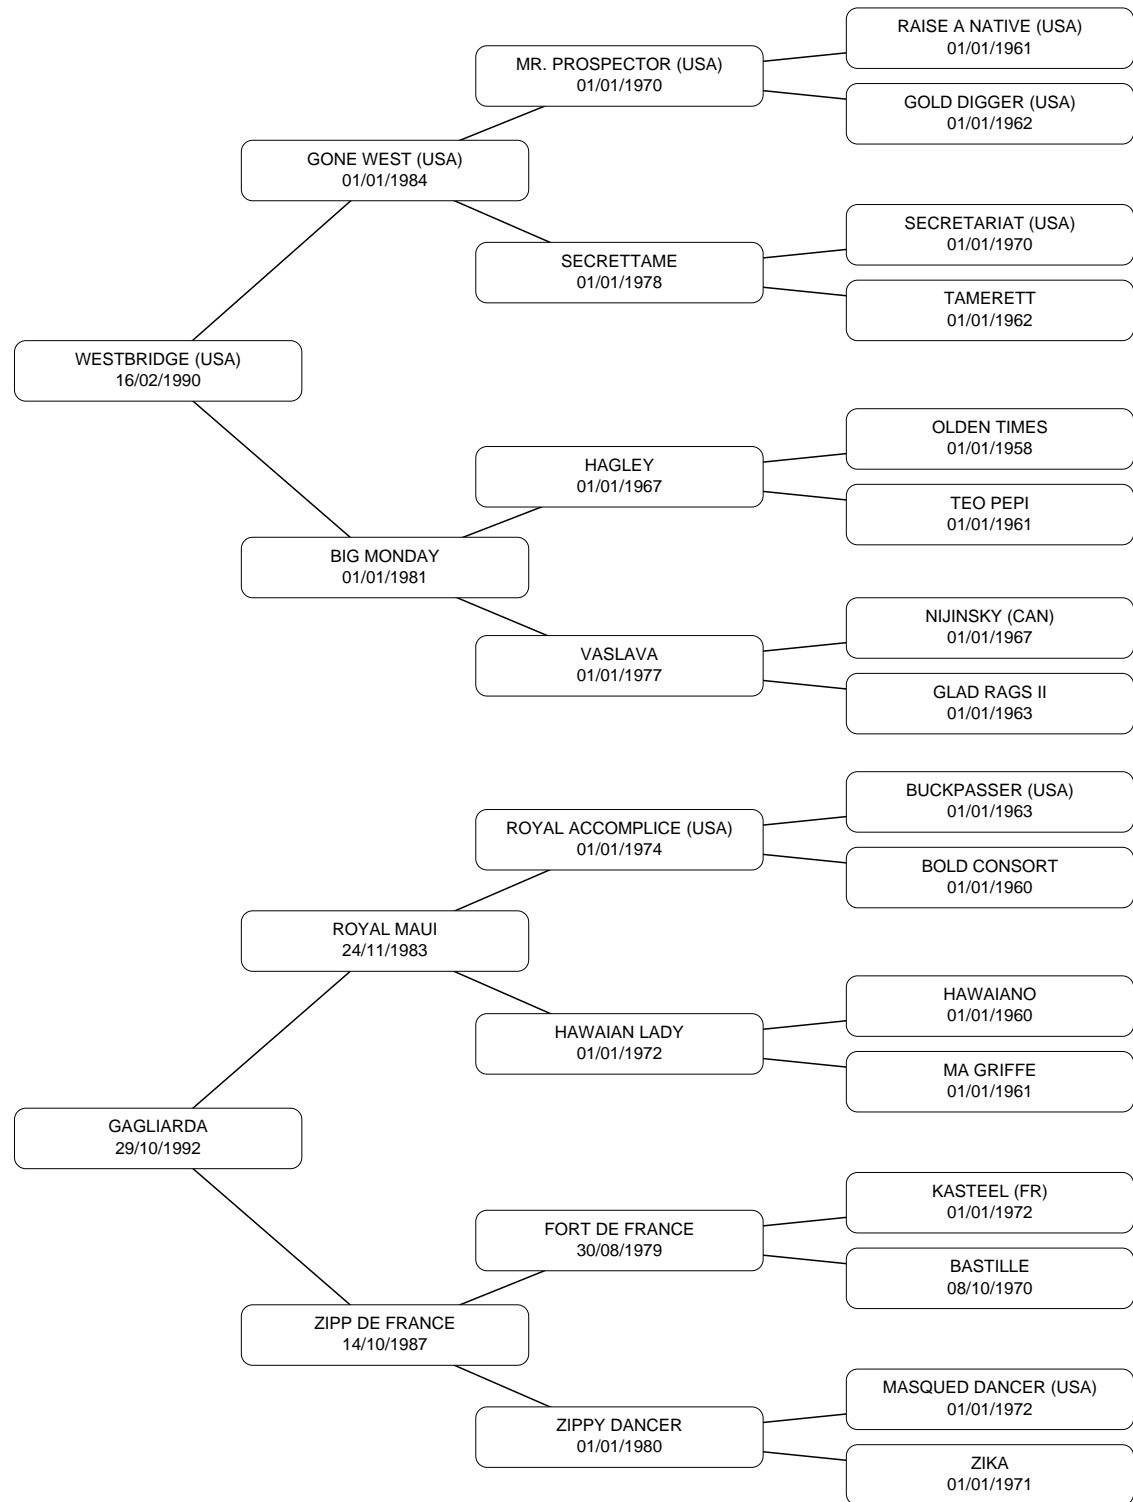 RAISE A NATIVE (USA)
01/01/1961
MR. PROSPECTOR (USA)
01/01/1970
GOLD DIGGER (USA)
01/01/1962
GONE WEST (USA)
01/01/1984
SECRETARIAT (USA)
01/01/1970
SECRETTAME
01/01/1978
TAMERETT
01/01/1962
WESTBRIDGE (USA)
16/02/1990
OLDEN TIMES
01/01/1958
HAGLEY
01/01/1967
TEO PEPI
01/01/1961
BIG MONDAY
01/01/1981
NIJINSKY (CAN)
01/01/1967
VASLAVA
01/01/1977
GLAD RAGS II
01/01/1963
BUCKPASSER (USA)
01/01/1963
ROYAL ACCOMPLICE (USA)
01/01/1974
BOLD CONSORT
01/01/1960
ROYAL MAUI
24/11/1983
HAWAIANO
01/01/1960
HAWAIAN LADY
01/01/1972
MA GRIFFE
01/01/1961
GAGLIARDA
29/10/1992
KASTEEL (FR)
01/01/1972
FORT DE FRANCE
30/08/1979
BASTILLE
08/10/1970
ZIPP DE FRANCE
14/10/1987
MASQUED DANCER (USA)
01/01/1972
ZIPPY DANCER
01/01/1980
ZIKA
01/01/1971